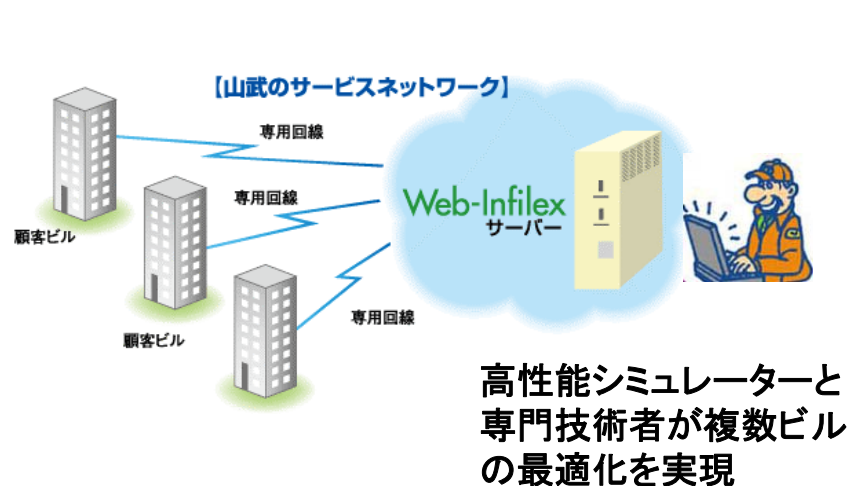 【山武のサービスネットワーク】
専用回線
専用回線
顧客ビル
Web-Infilex
サーバー
専用回線
顧客ビル
高性能シミュレーターと
専門技術者が複数ビル
の最適化を実現